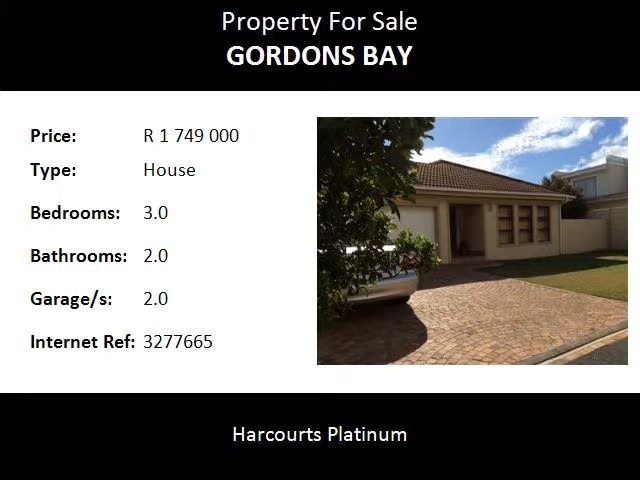 Property For Sale
GORDONS BAY
Price: R 1 749 000
Type: House
Bedrooms: 3.0
Bathrooms: 2.0
Garage/s: 2.0
Internet Ref: 3277665
Harcourts Platinum